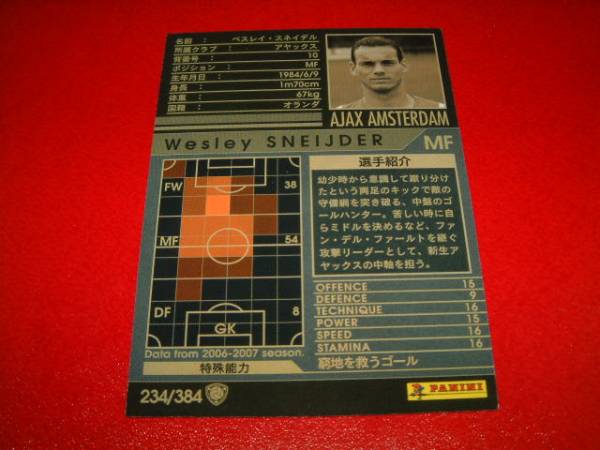 名前 : ベスレイ・スネイデル
所属クラブ : アヤックス
背番号 : 10
ポジション : MF
生年月日 : 1984/6/9
身長 : 1m70cm
体重 : 67kg
国籍 : オランダ
AJAX AMSTERDAM
Wesley SNEIJDER MF
FW 38
MF 54
DF 8
GK
Data from 2006-2007 season.
選手紹介
幼少時から意識して蹴り分け
たという両足のキックで敵の
守備網を突き破る、中盤のゴ
ールハンター。苦しい時に自
らミドルを決めるなど、ファ
ン・デル・ファールトを継ぐ
攻撃リーダーとして、新生ア
ヤックスの中軸を担う。
OFFENCE 15
DEFENCE 9
TECHNIQUE 16
POWER 15
SPEED 16
STAMINA 16
特殊能力
窮地を救うゴール
234/384
PANINI